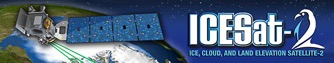 ICESat-2
ICE, CLOUD, AND LAND ELEVATION SATELLITE-2